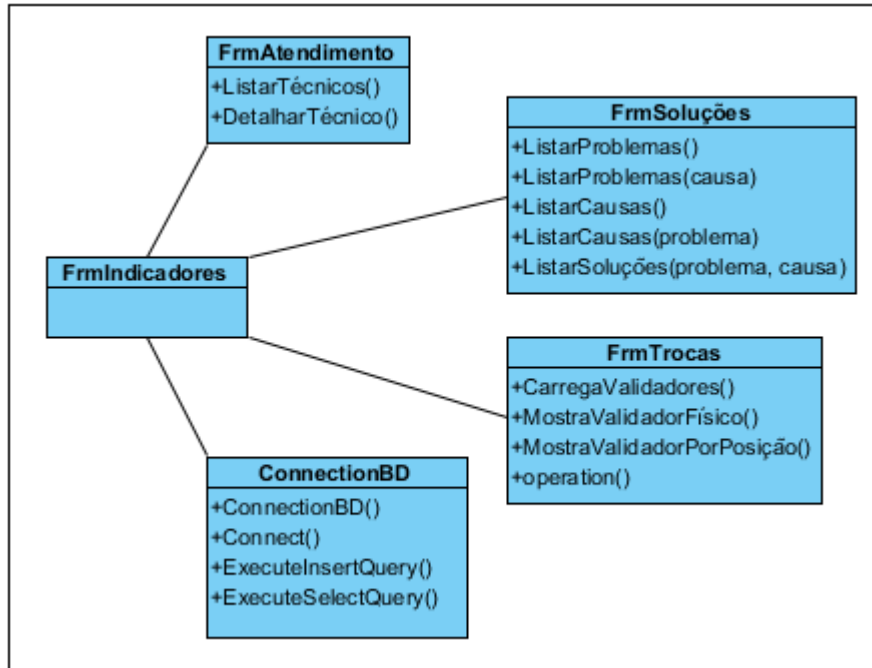 FrmAtendimento
+ListarTécnicos()
+DetalharTécnico()
FrmSoluções
+ListarProblemas()
+ListarProblemas(causa)
+ListarCausas()
+ListarCausas(problema)
+ListarSoluções(problema, causa)
FrmIndicadores
FrmTrocas
+CarregaValidadores()
+MostraValidadorFísico()
+MostraValidadorPorPosição()
+operation()
ConnectionBD
+ConnectionBD()
+Connect()
+ExecuteInsertQuery()
+ExecuteSelectQuery()